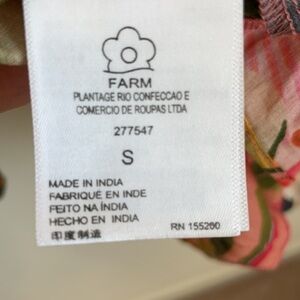 FARM
PLANTAGE RIO CONFECCAO E
COMERCIO DE ROUPAS LTDA
277547
S
MADE IN INDIA
FABRIQUÉ EN INDE
FEITO NA ÍNDIA
HECHO EN INDIA
印度制造
RN 155260